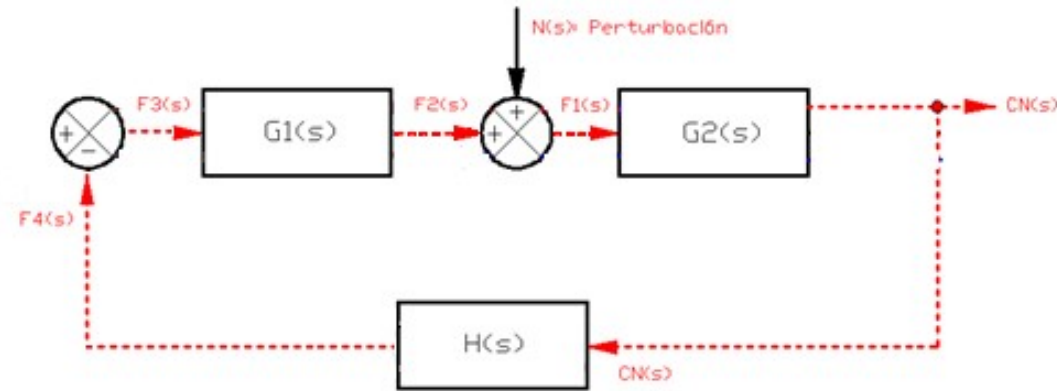 N(s)= Perturbación
F3(s)
F2(s)
F1(s)
CN(s)
+
+
+
−
G1(s)
G2(s)
F4(s)
H(s)
CN(s)